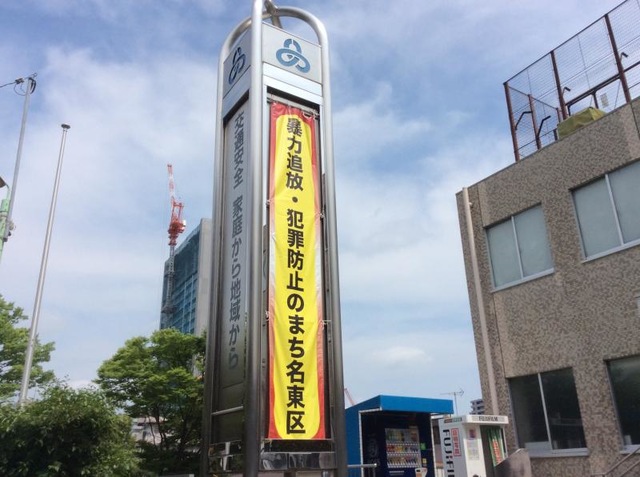 交通安全 家庭から地域から
暴力追放・犯罪防止のまち名東区
FUJI